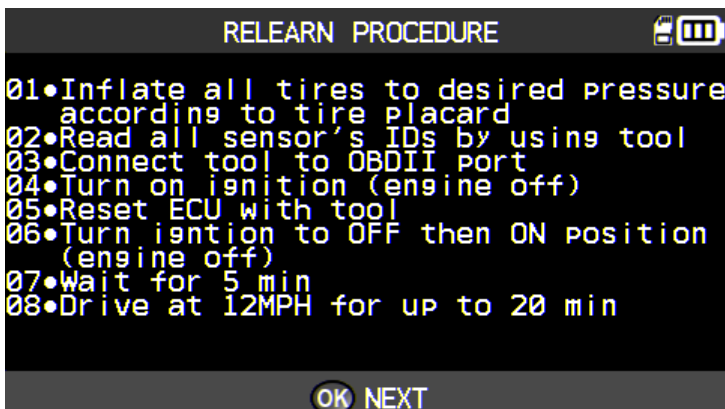 RELEARN PROCEDURE
01•Inflate all tires to desired pressure
according to tire placard
02•Read all sensor's IDs by using tool
03•Connect tool to OBDII port
04•Turn on ignition (engine off)
05•Reset ECU with tool
06•Turn igntion to OFF then ON position
(engine off)
07•Wait for 5 min
08•Drive at 12MPH for up to 20 min
OK NEXT